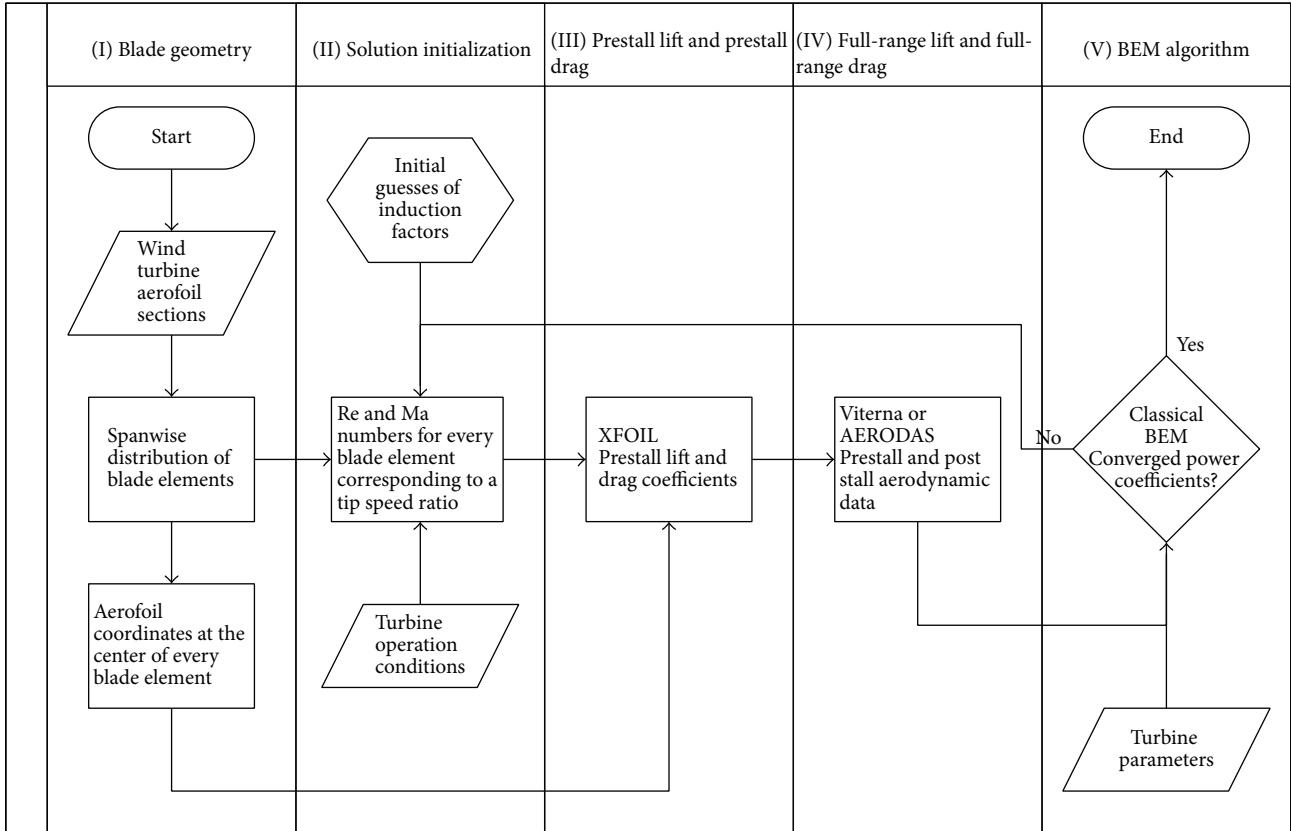 (I) Blade geometry
(II) Solution initialization
(III) Prestall lift and prestall
drag
(IV) Full-range lift and full-
range drag
(V) BEM algorithm
Start
Wind
turbine
aerofoil
sections
Spanwise
distribution of
blade elements
Aerofoil
coordinates at the
center of every
blade element
Initial
guesses of
induction
factors
Re and Ma
numbers for every
blade element
corresponding to a
tip speed ratio
Turbine
operation
conditions
XFOIL
Prestall lift and
drag coefficients
Viterna or
AERODAS
Prestall and post
stall aerodynamic
data
End
Yes
No
Classical
BEM
Converged power
coefficients?
Turbine
parameters